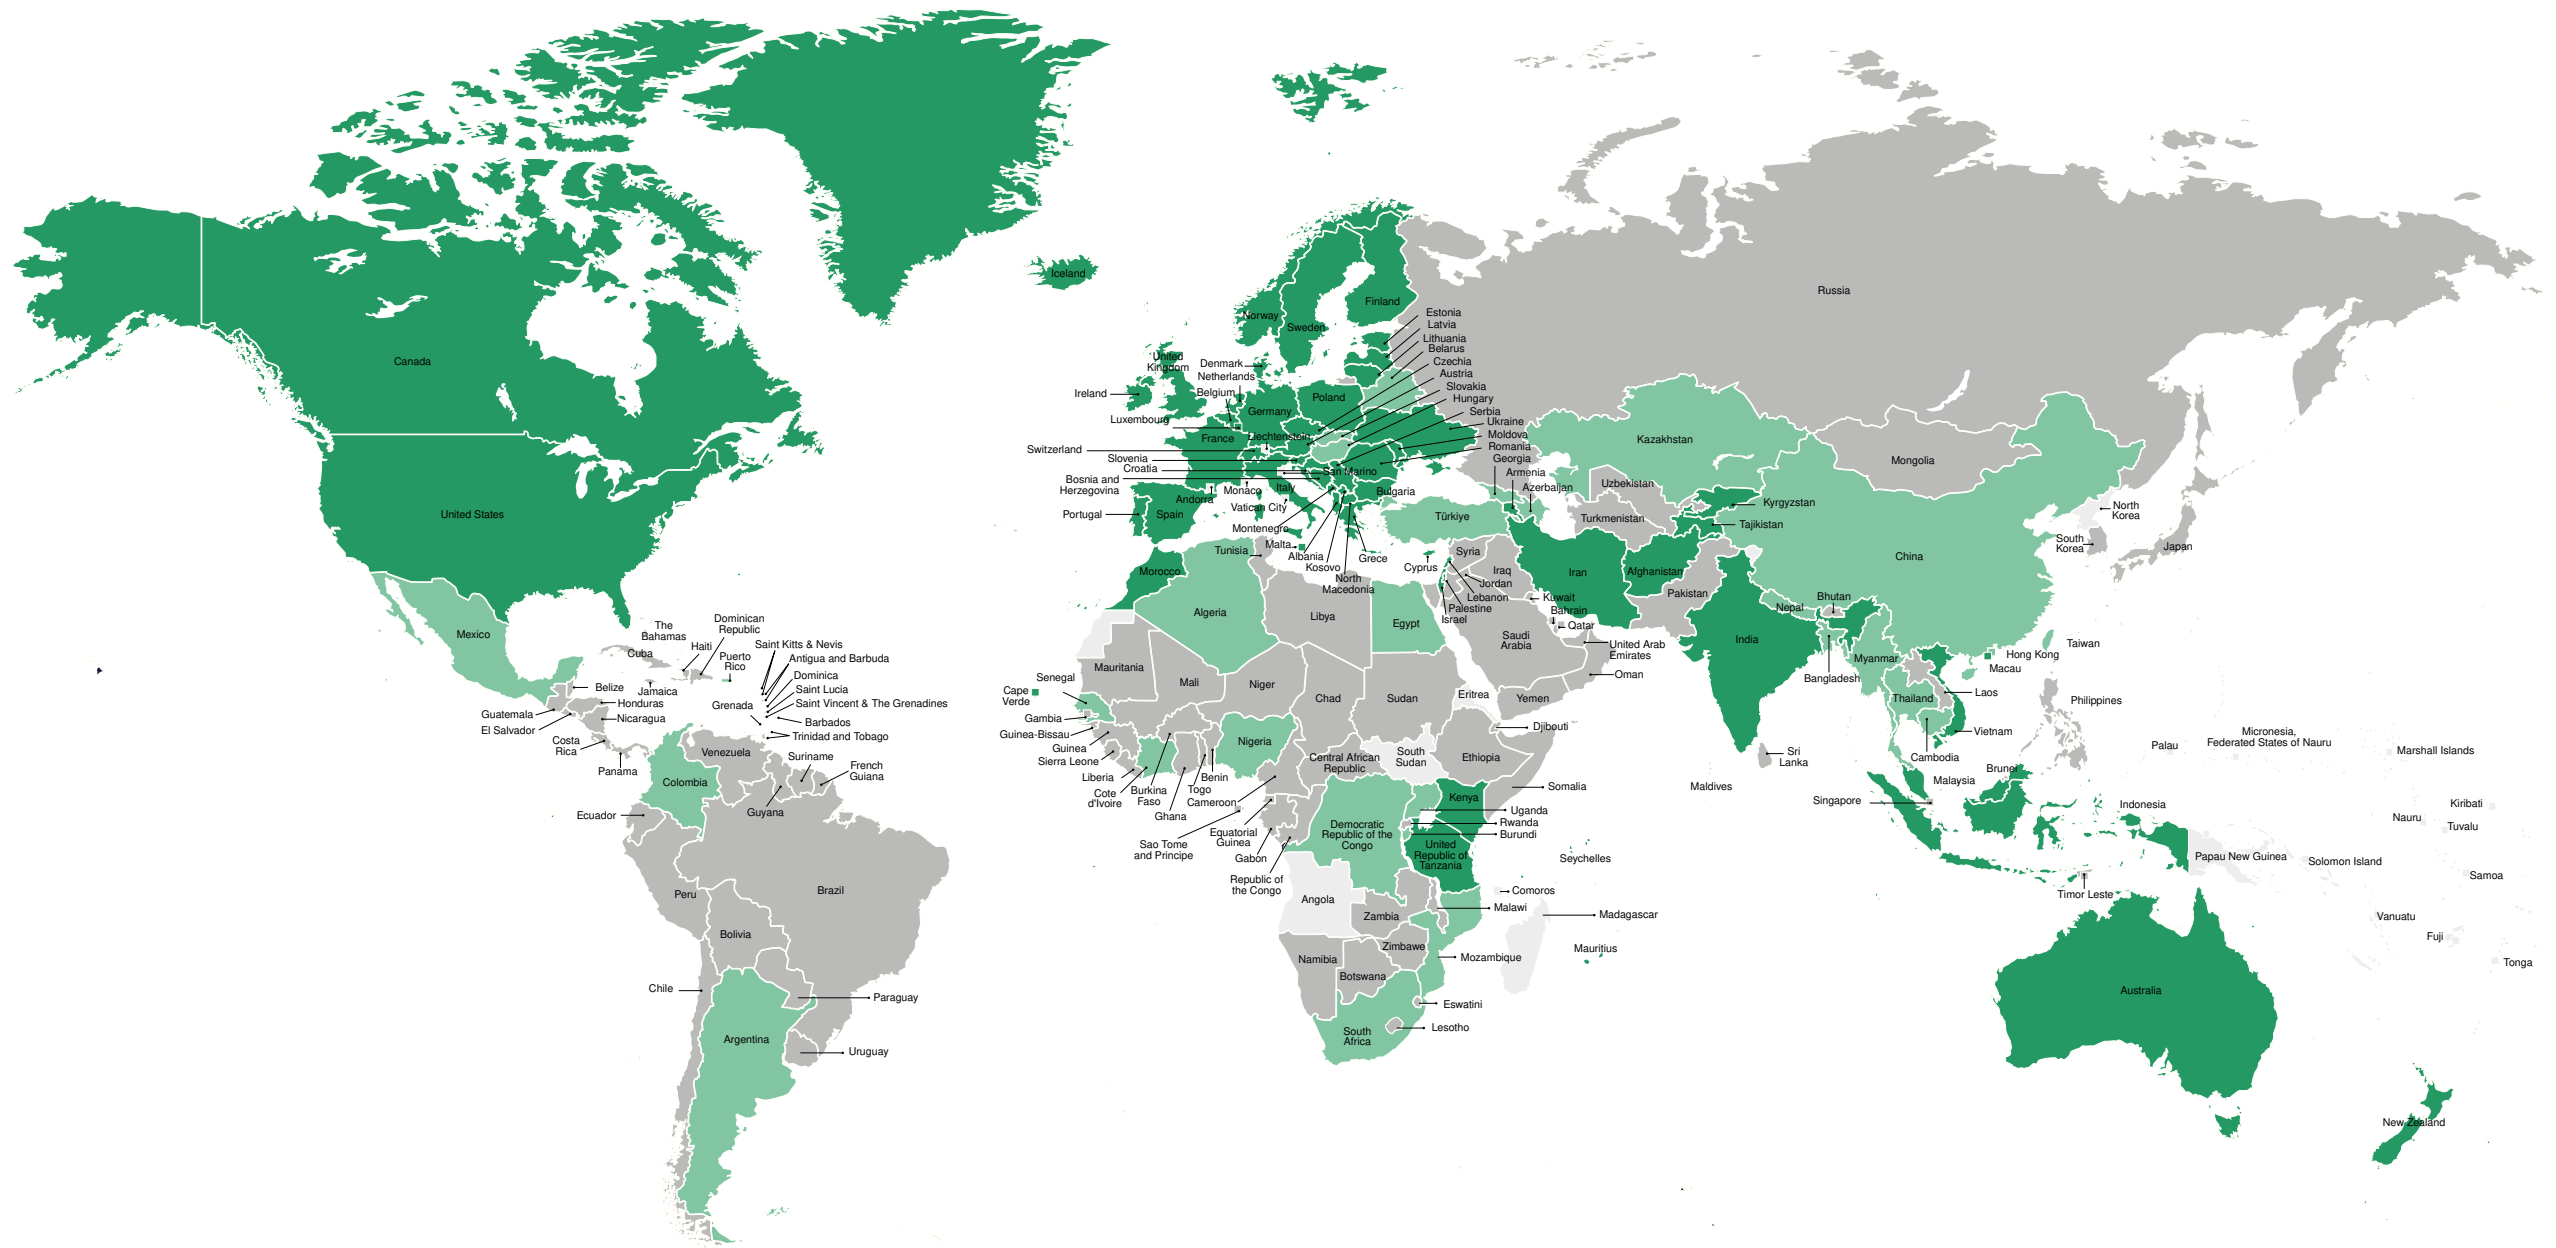 Iceland
Canada
United States
Mexico
The
Bahamas
Cuba
Haiti
Dominican
Republic
Puerto
Rico
Saint Kitts & Nevis
Antigua and Barbuda
Dominica
Saint Lucia
Saint Vincent & The Grenadines
Grenada
Barbados
Trinidad and Tobago
Jamaica
Belize
Honduras
Guatemala
Nicaragua
El Salvador
Costa
Rica
Panama
Venezuela
Suriname
French
Guiana
Guyana
Colombia
Ecuador
Peru
Brazil
Bolivia
Chile
Paraguay
Argentina
Uruguay
Finland
Norway
Sweden
Estonia
Latvia
Lithuania
Belarus
Czechia
Austria
Slovakia
Hungary
Serbia
Ukraine
Moldova
Romania
Georgia
Armenia
Azerbaijan
United
Kingdom
Denmark
Netherlands
Ireland
Belgium
Luxembourg
Poland
Germany
France
Liechtenstein
Switzerland
Slovenia
Croatia
San Marino
Bosnia and
Herzegovina
Andorra
Monaco
Italy
Bulgaria
Portugal
Spain
Vatican City
Montenegro
Malta
Albania
Kosovo
North
Macedonia
Grece
Cyprus
Türkiye
Tunisia
Morocco
Algeria
Libya
Egypt
Syria
Iraq
Jordan
Lebanon
Palestine
Israel
Kuwait
Bahrain
Qatar
Saudi
Arabia
United Arab
Emirates
Oman
Yemen
Iran
Afghanistan
Pakistan
Russia
Kazakhstan
Uzbekistan
Turkmenistan
Kyrgyzstan
Tajikistan
Mongolia
China
North
Korea
South
Korea
Japan
India
Nepal
Bhutan
Bangladesh
Myanmar
Taiwan
Hong Kong
Macau
Laos
Thailand
Vietnam
Cambodia
Philippines
Sri
Lanka
Maldives
Brunei
Malaysia
Singapore
Indonesia
Timor Leste
Palau
Micronesia,
Federated States of Nauru
Marshall Islands
Kiribati
Nauru
Tuvalu
Papua New Guinea
Solomon Island
Samoa
Vanuatu
Fuji
Tonga
Australia
New Zealand
Mauritania
Mali
Niger
Chad
Sudan
Eritrea
Djibouti
Senegal
Cape
Verde
Gambia
Guinea-Bissau
Guinea
Sierra Leone
Liberia
Cote
d'Ivoire
Burkina
Faso
Ghana
Togo
Benin
Nigeria
Cameroon
Central African
Republic
South
Sudan
Ethiopia
Somalia
Sao Tome
and Principe
Equatorial
Guinea
Gabon
Republic of
the Congo
Democratic
Republic of the
Congo
Kenya
Uganda
Rwanda
Burundi
United
Republic of
Tanzania
Seychelles
Comoros
Angola
Zambia
Malawi
Madagascar
Mauritius
Zimbawe
Mozambique
Namibia
Botswana
Eswatini
Lesotho
South
Africa